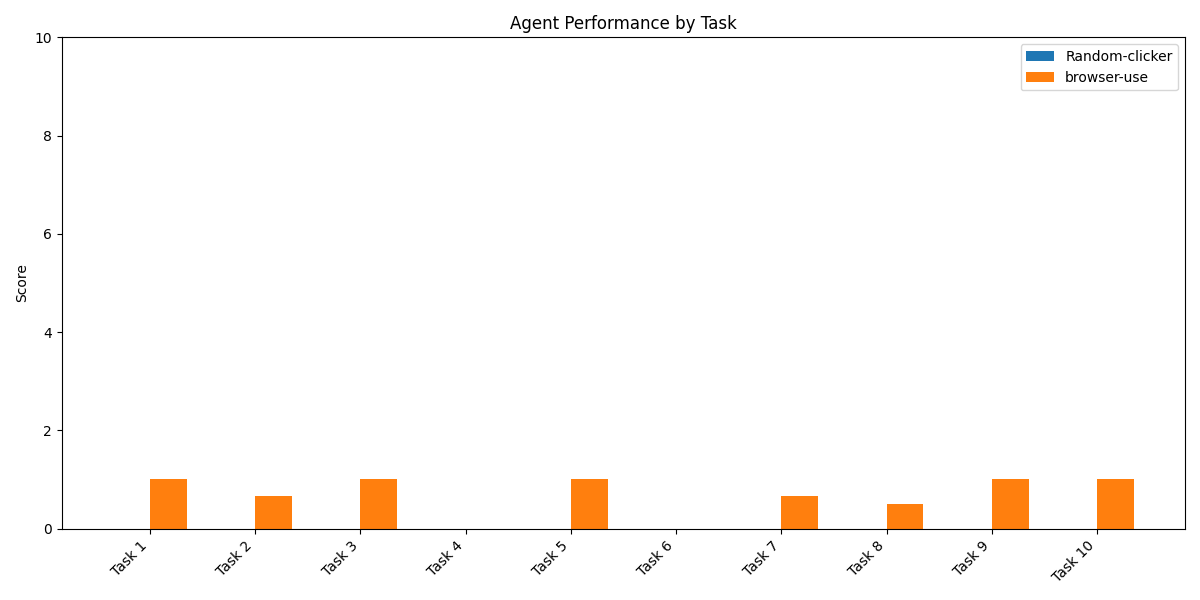 Agent Performance by Task
Random-clicker
browser-use
Score
10
8
6
4
2
0
Task 1
Task 2
Task 3
Task 4
Task 5
Task 6
Task 7
Task 8
Task 9
Task 10